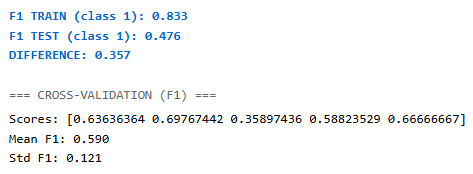 F1 TRAIN (class 1): 0.833
F1 TEST (class 1): 0.476
DIFFERENCE: 0.357
=== CROSS-VALIDATION (F1) ===
Scores: [0.63636364 0.69767442 0.35897436 0.58823529 0.66666667]
Mean F1: 0.590
Std F1: 0.121